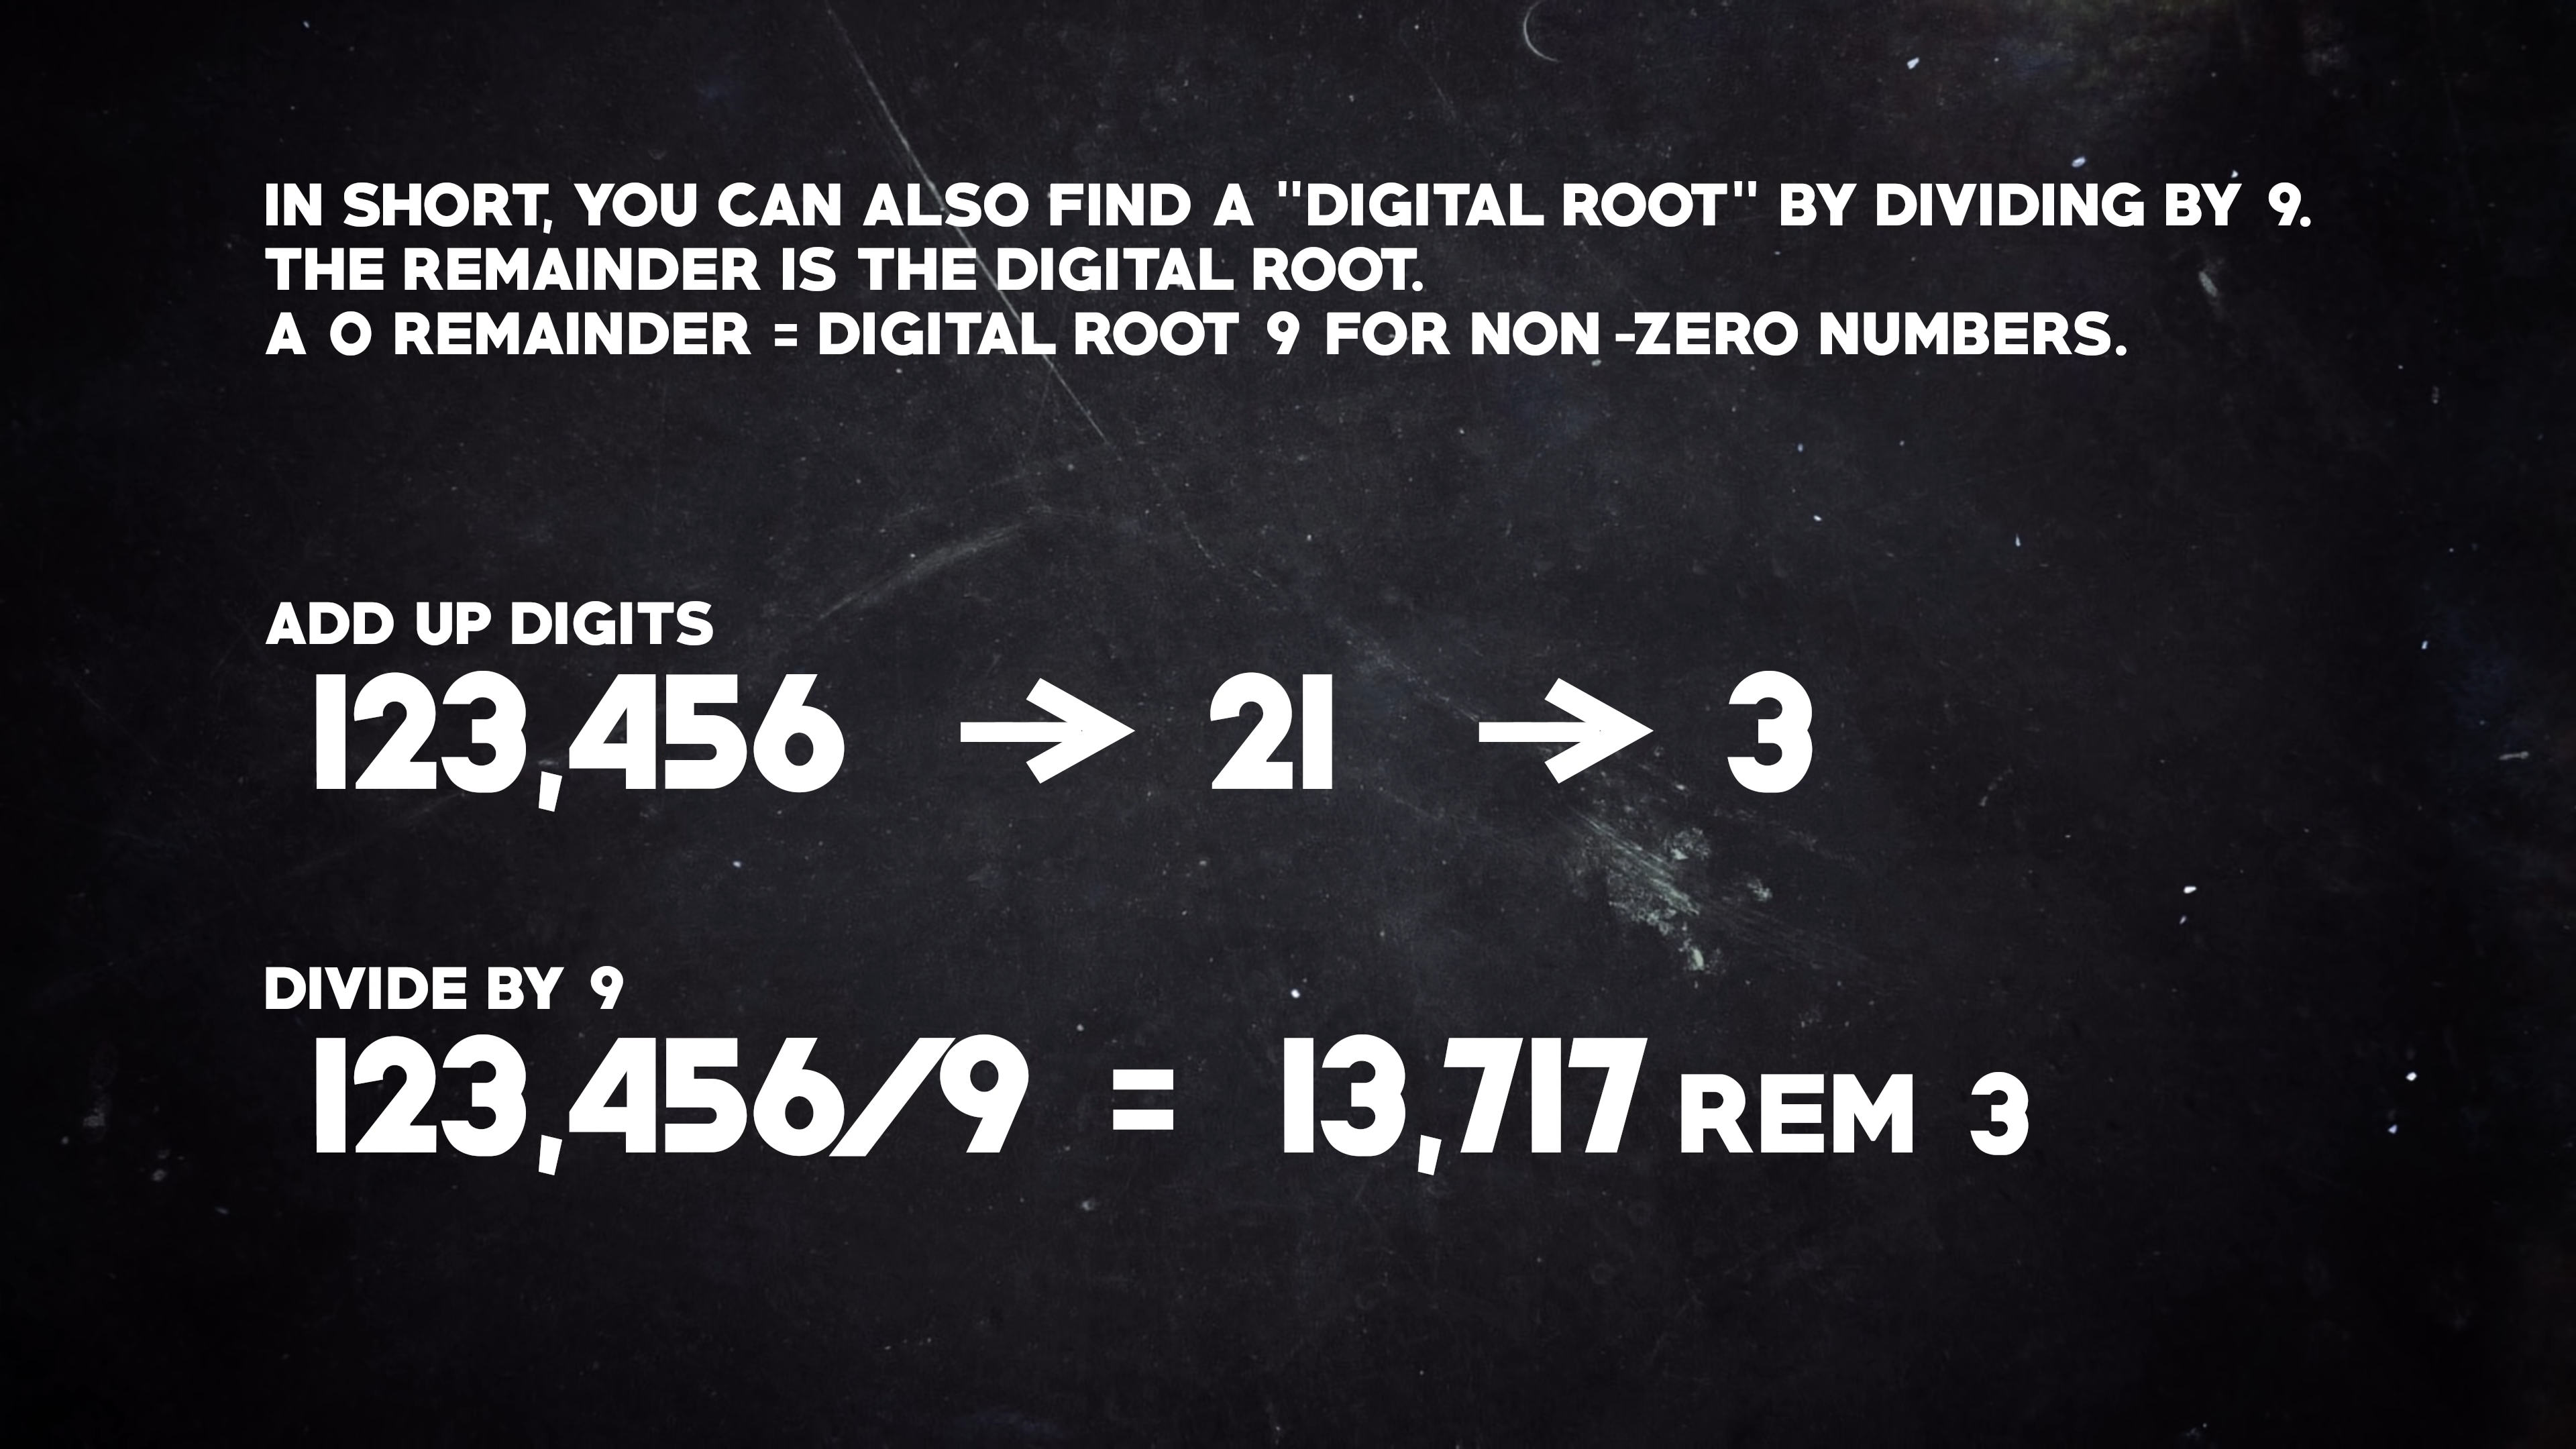 IN SHORT, YOU CAN ALSO FIND A "DIGITAL ROOT" BY DIVIDING BY 9.
THE REMAINDER IS THE DIGITAL ROOT.
A 0 REMAINDER = DIGITAL ROOT 9 FOR NON-ZERO NUMBERS.
ADD UP DIGITS
123,456 → 21 → 3
DIVIDE BY 9
123,456/9 = 13,717 REM 3